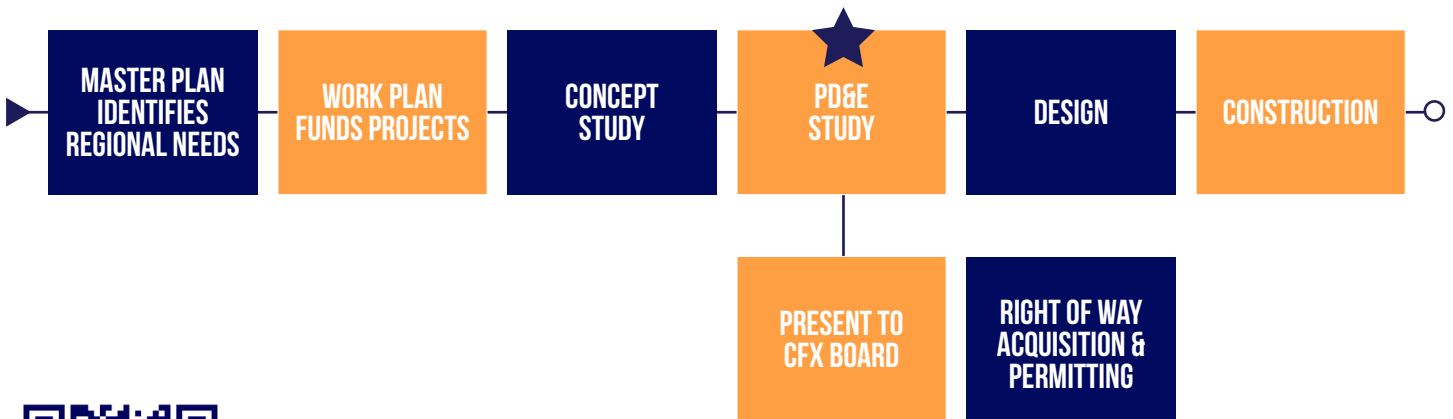 MASTER PLAN
IDENTIFIES
REGIONAL NEEDS
WORK PLAN
FUNDS PROJECTS
CONCEPT
STUDY
PD&E
STUDY
DESIGN
CONSTRUCTION
PRESENT TO
CFX BOARD
RIGHT OF WAY
ACQUISITION &
PERMITTING